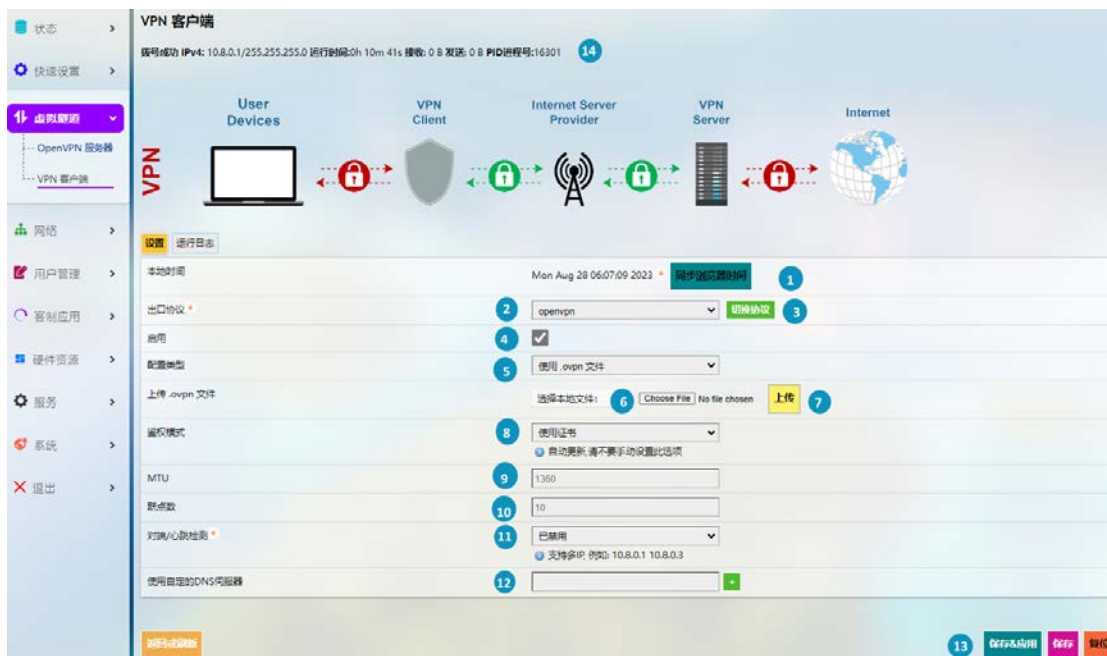 状态
快速设置
虚拟隧道
OpenVPN 服务器
VPN 客户端
网络
用户管理
客制应用
硬件资源
服务
系统
退出
VPN 客户端
拨号成功 IPv4: 10.8.0.1/255.255.255.0 运行时间:0h 10m 41s 接收: 0 B 发送: 0 B PID进程号:16301 14
User Devices
VPN Client
Internet Server Provider
VPN Server
Internet
VPN
设置 运行日志
本地时间 Mon Aug 28 06:07:09 2023 * 同步浏览器时间 1
出口协议 * 2 openvpn 切换协议 3
启用 4
配置类型 5 使用 .ovpn 文件
上传 .ovpn 文件 选择本地文件: 6 Choose File No file chosen 上传 7
鉴权模式 8 使用证书
自动更新,请不要手动设置此选项
MTU 9 1360
跃点数 10 10
对端/心跳检测 * 11 已禁用
支持多IP, 例如: 10.8.0.1 10.8.0.3
使用自定的DNS伺服器 12
返回或刷新 13 保存&应用 保存 复位